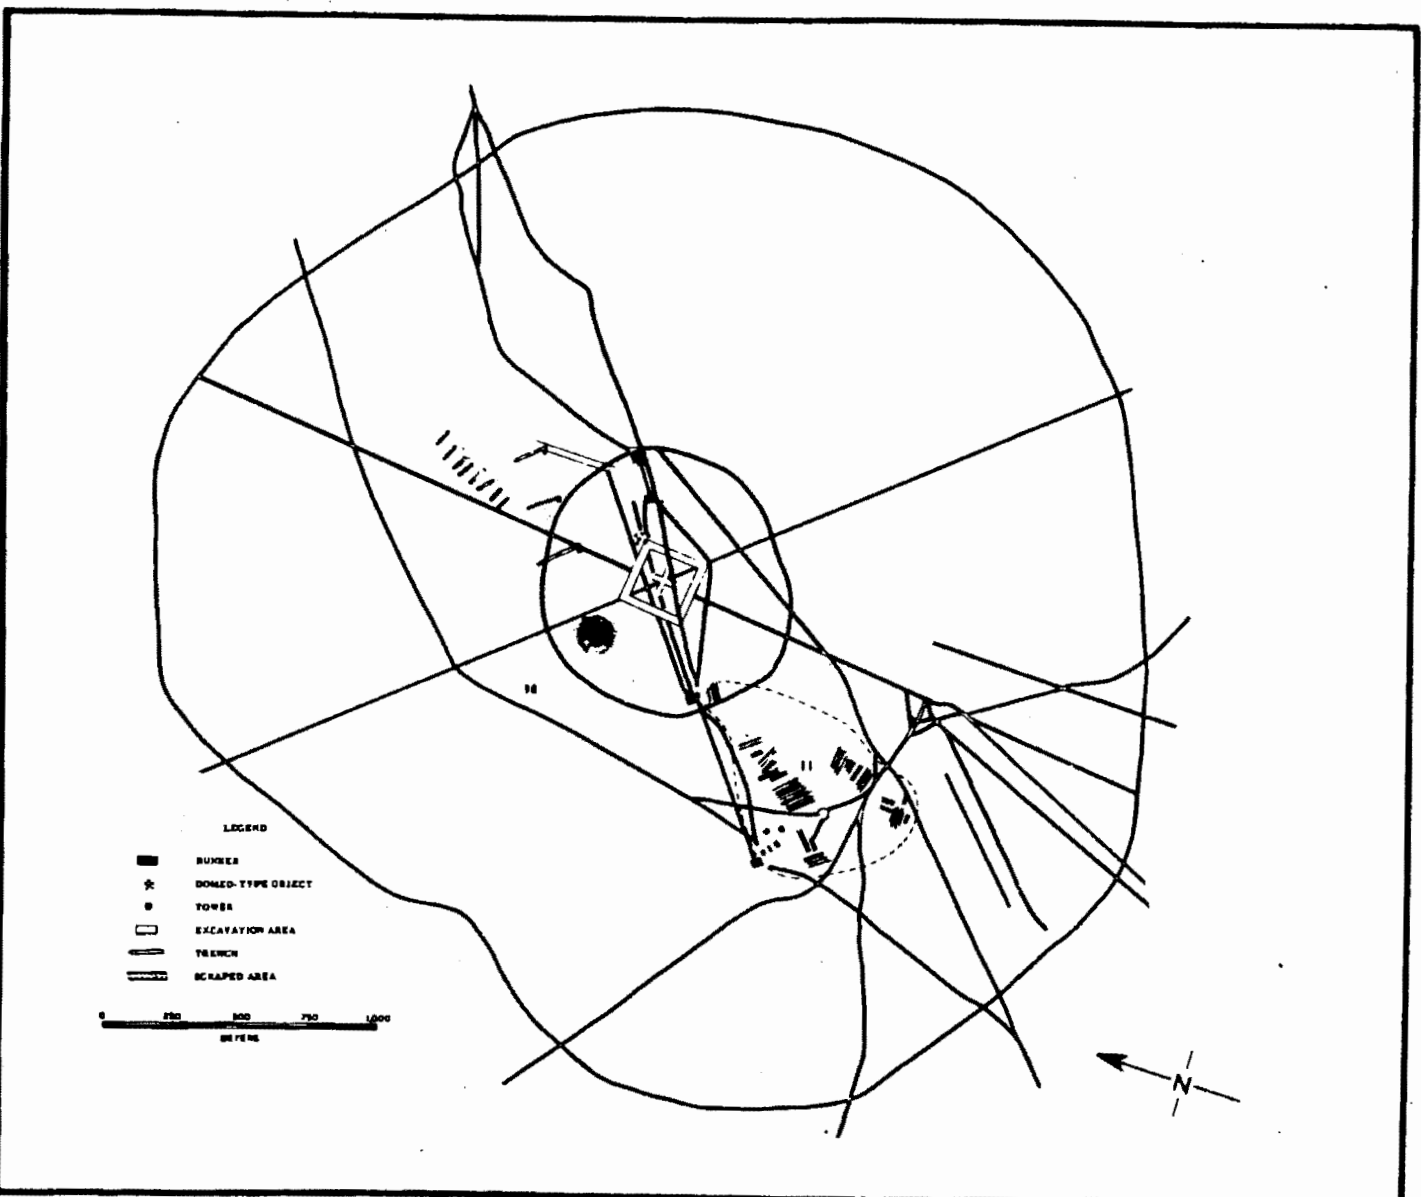 LEGEND
BUNKER
DOMED-TYPE OBJECT
TOWER
EXCAVATION AREA
TRENCH
SCRAPED AREA
0 250 500 750 1,000
METERS
N